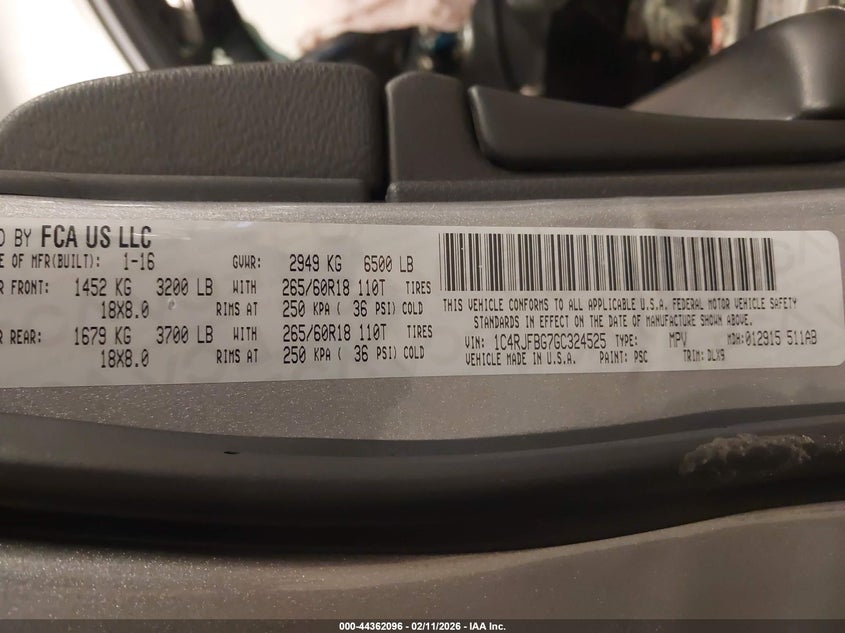 D BY FCA US LLC
E OF MFR(BUILT): 1-16 GVWR: 2949 KG 6500 LB
R FRONT: 1452 KG 3200 LB WITH 265/60R18 110T TIRES
18X8.0 RIMS AT 250 KPA ( 36 PSI) COLD
R REAR: 1679 KG 3700 LB WITH 265/60R18 110T TIRES
18X8.0 RIMS AT 250 KPA ( 36 PSI) COLD
THIS VEHICLE CONFORMS TO ALL APPLICABLE U.S.A. FEDERAL MOTOR VEHICLE SAFETY
STANDARDS IN EFFECT ON THE DATE OF MANUFACTURE SHOWN ABOVE.
VIN: 1C4RJFBG7GC324525 TYPE: MPV MDH: 012915 511AB
VEHICLE MADE IN U.S.A. PAINT: PSC TRIM: DLX9
000-44362096 - 02/11/2026 - IAA Inc.